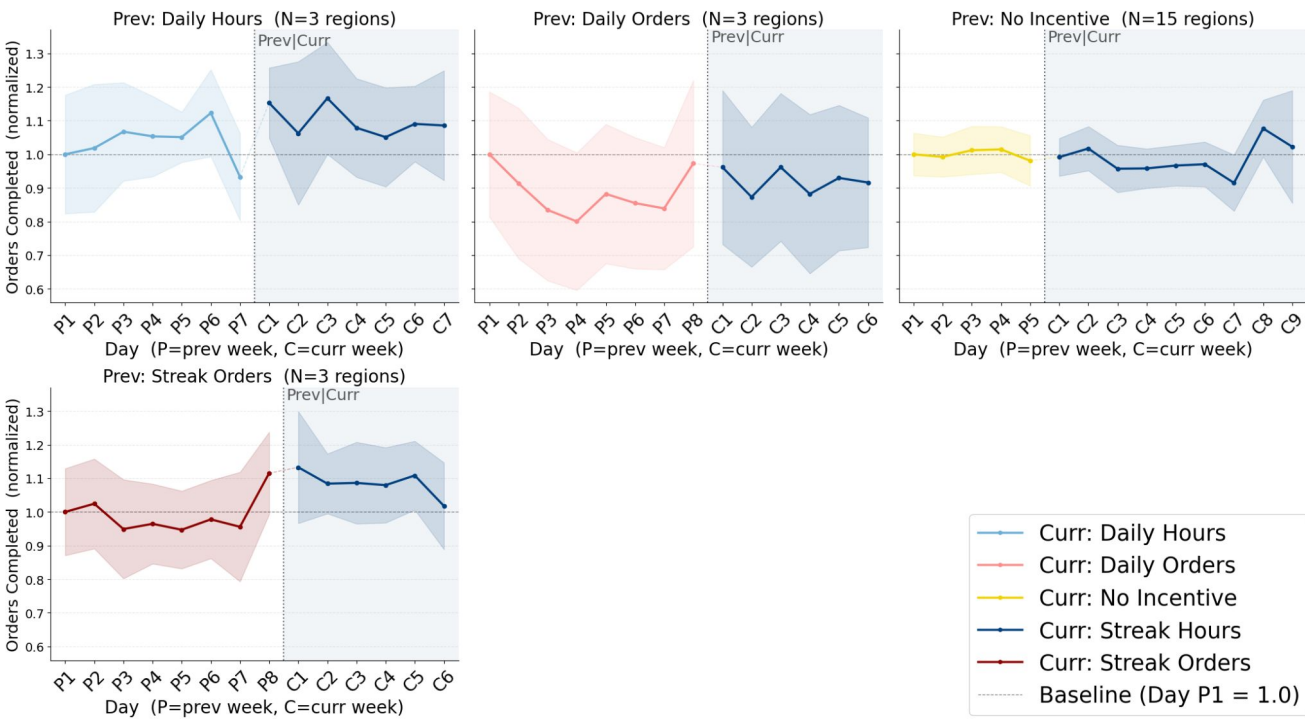 Prev: Daily Hours (N=3 regions)
Prev|Curr
Orders Completed (normalized)
1.3
1.2
1.1
1.0
0.9
0.8
0.7
0.6
P1 P2 P3 P4 P5 P6 P7 C1 C2 C3 C4 C5 C6 C7
Day (P=prev week, C=curr week)
Prev: Daily Orders (N=3 regions)
Prev|Curr
P1 P2 P3 P4 P5 P6 P7 P8 C1 C2 C3 C4 C5 C6
Day (P=prev week, C=curr week)
Prev: No Incentive (N=15 regions)
Prev|Curr
P1 P2 P3 P4 P5 C1 C2 C3 C4 C5 C6 C7 C8 C9
Day (P=prev week, C=curr week)
Prev: Streak Orders (N=3 regions)
Prev|Curr
Orders Completed (normalized)
1.3
1.2
1.1
1.0
0.9
0.8
0.7
0.6
P1 P2 P3 P4 P5 P6 P7 P8 C1 C2 C3 C4 C5 C6
Day (P=prev week, C=curr week)
Curr: Daily Hours
Curr: Daily Orders
Curr: No Incentive
Curr: Streak Hours
Curr: Streak Orders
Baseline (Day P1 = 1.0)